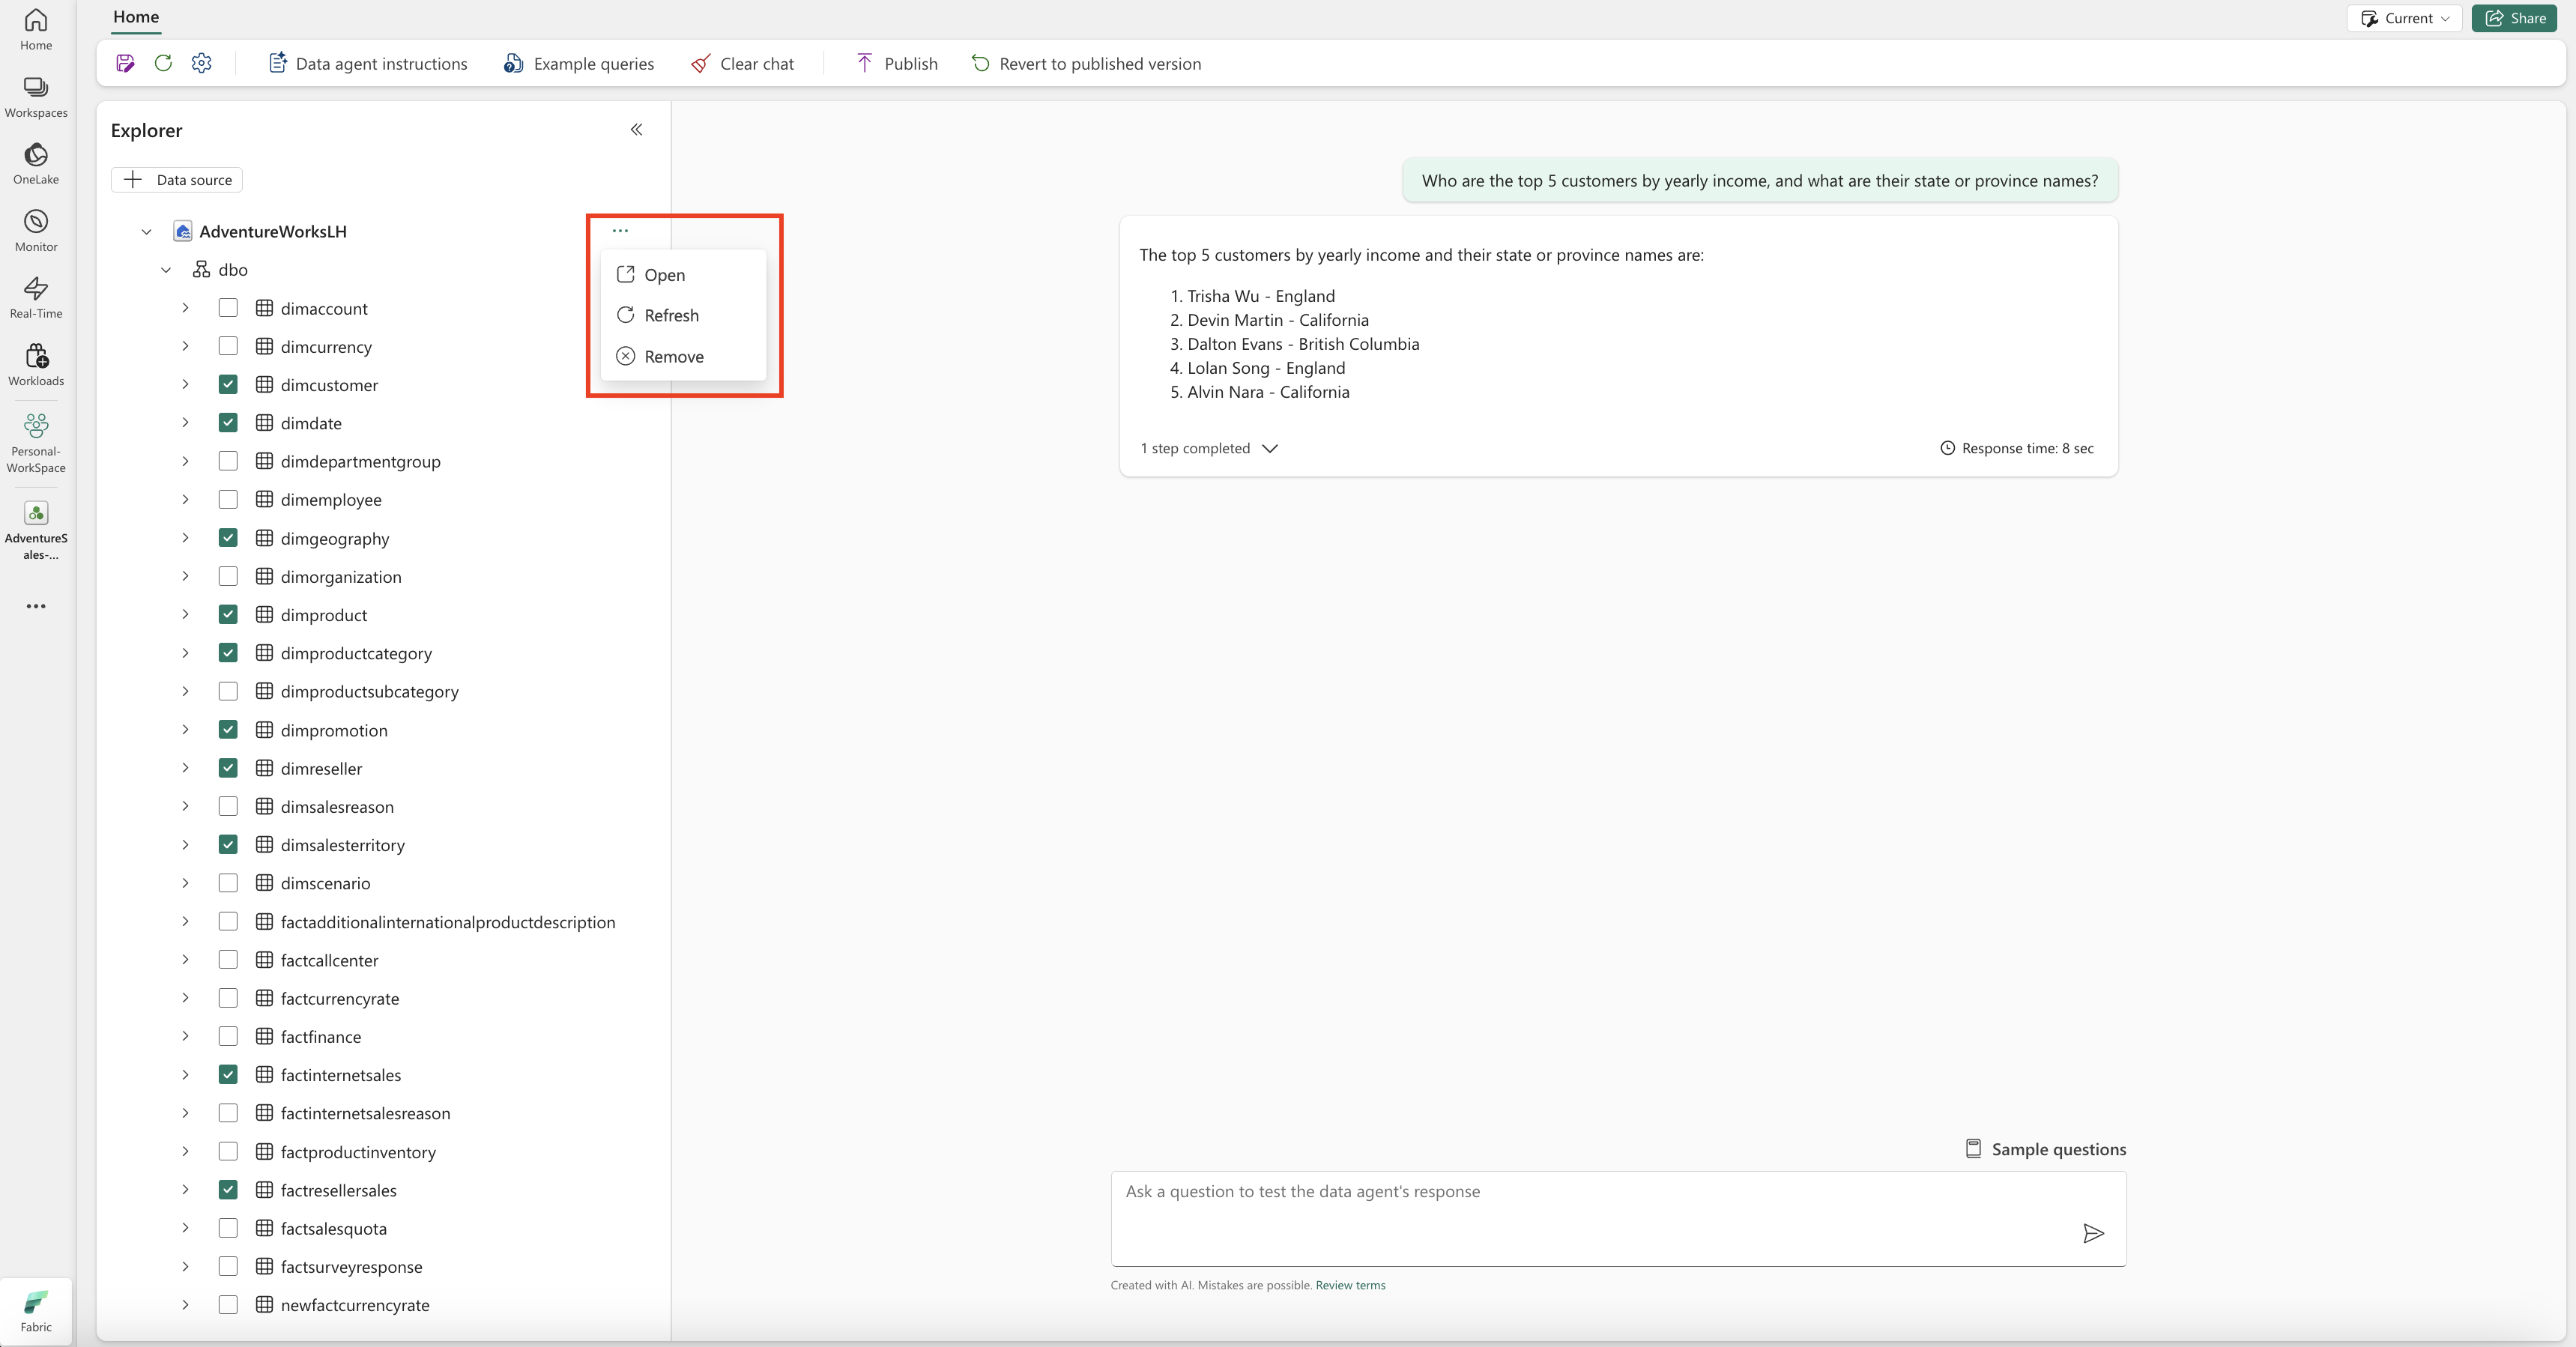 Home
Workspaces
OneLake
Monitor
Real-Time
Workloads
Personal-
WorkSpace
AdventureS
ales-...
Fabric
Home
Current
Share
Data agent instructions
Example queries
Clear chat
Publish
Revert to published version
Explorer
Data source
AdventureWorksLH
...
Open
Refresh
Remove
dbo
dimaccount
dimcurrency
dimcustomer
dimdate
dimdepartmentgroup
dimemployee
dimgeography
dimorganization
dimproduct
dimproductcategory
dimproductsubcategory
dimpromotion
dimreseller
dimsalesreason
dimsalesterritory
dimscenario
factadditionalinternationalproductdescription
factcallcenter
factcurrencyrate
factfinance
factinternetsales
factinternetsalesreason
factproductinventory
factresellersales
factsalesquota
factsurveyresponse
newfactcurrencyrate
Who are the top 5 customers by yearly income, and what are their state or province names?
The top 5 customers by yearly income and their state or province names are:
1. Trisha Wu - England
2. Devin Martin - California
3. Dalton Evans - British Columbia
4. Lolan Song - England
5. Alvin Nara - California
1 step completed
Response time: 8 sec
Sample questions
Ask a question to test the data agent's response
Created with AI. Mistakes are possible. Review terms